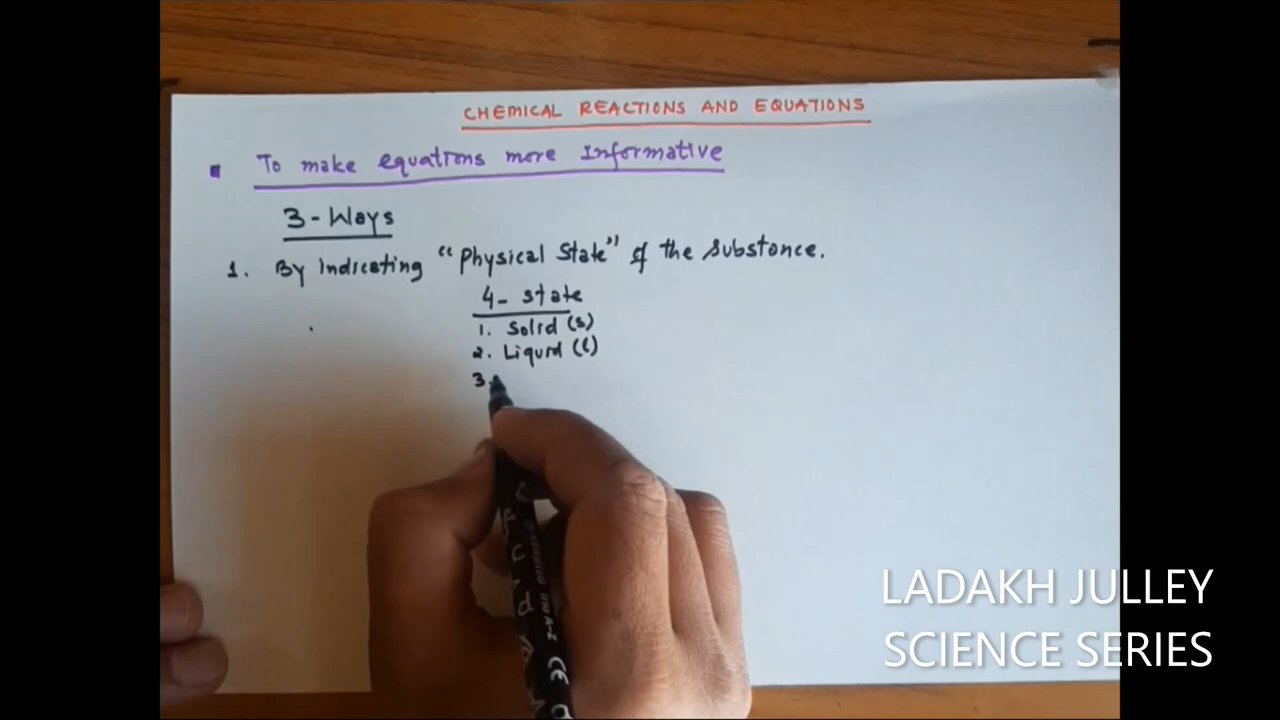 CHEMICAL REACTIONS AND EQUATIONS
To make equations more Informative
3-Ways
1. By indicating "Physical State" of the substance.
4- state
1. Solid (s)
2. Liquid (l)
3.
LADAKH JULLEY
SCIENCE SERIES